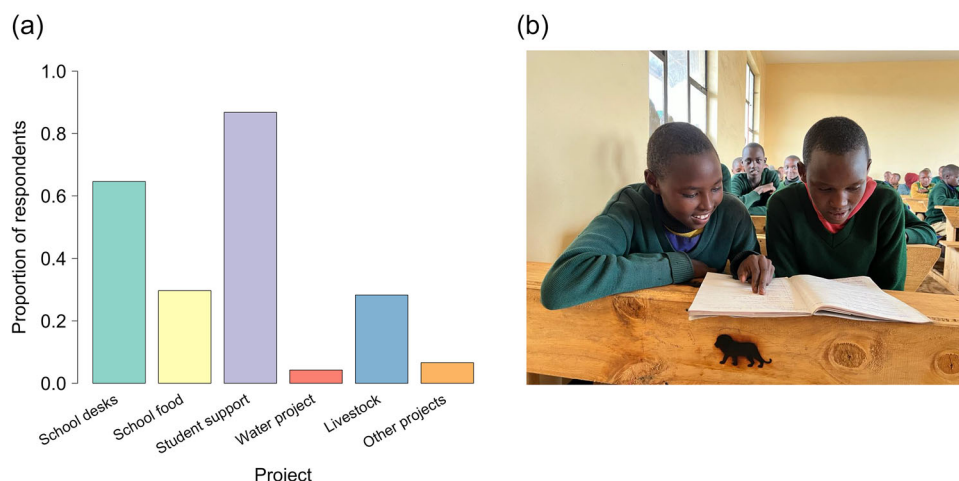 (a)
(b)
Proportion of respondents
1.0
0.8
0.6
0.4
0.2
0.0
School desks
School food
Student support
Water project
Livestock
Other projects
Project